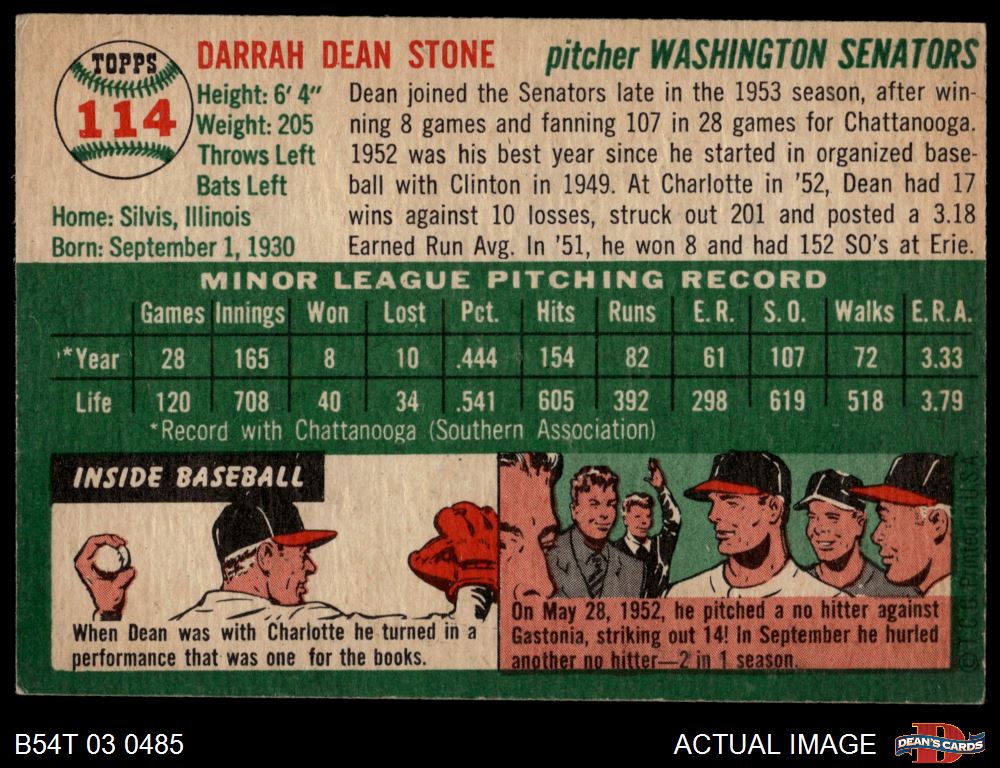 TOPPS
114
DARRAH DEAN STONE
pitcher WASHINGTON SENATORS
Height: 6' 4"
Weight: 205
Throws Left
Bats Left
Home: Silvis, Illinois
Born: September 1, 1930
Dean joined the Senators late in the 1953 season, after win-
ning 8 games and fanning 107 in 28 games for Chattanooga.
1952 was his best year since he started in organized base-
ball with Clinton in 1949. At Charlotte in '52, Dean had 17
wins against 10 losses, struck out 201 and posted a 3.18
Earned Run Avg. In '51, he won 8 and had 152 SO's at Erie.
MINOR LEAGUE PITCHING RECORD
Games Innings Won Lost Pct. Hits Runs E.R. S.O. Walks E.R.A.
*Year 28 165 8 10 .444 154 82 61 107 72 3.33
Life 120 708 40 34 .541 605 392 298 619 518 3.79
*Record with Chattanooga (Southern Association)
INSIDE BASEBALL
When Dean was with Charlotte he turned in a
performance that was one for the books.
On May 28, 1952, he pitched a no hitter against
Gastonia, striking out 14! In September he hurled
another no hitter—2 in 1 season.
© T.C.G. Printed in U.S.A.
B54T 03 0485
ACTUAL IMAGE
D
DEAN'S CARDS